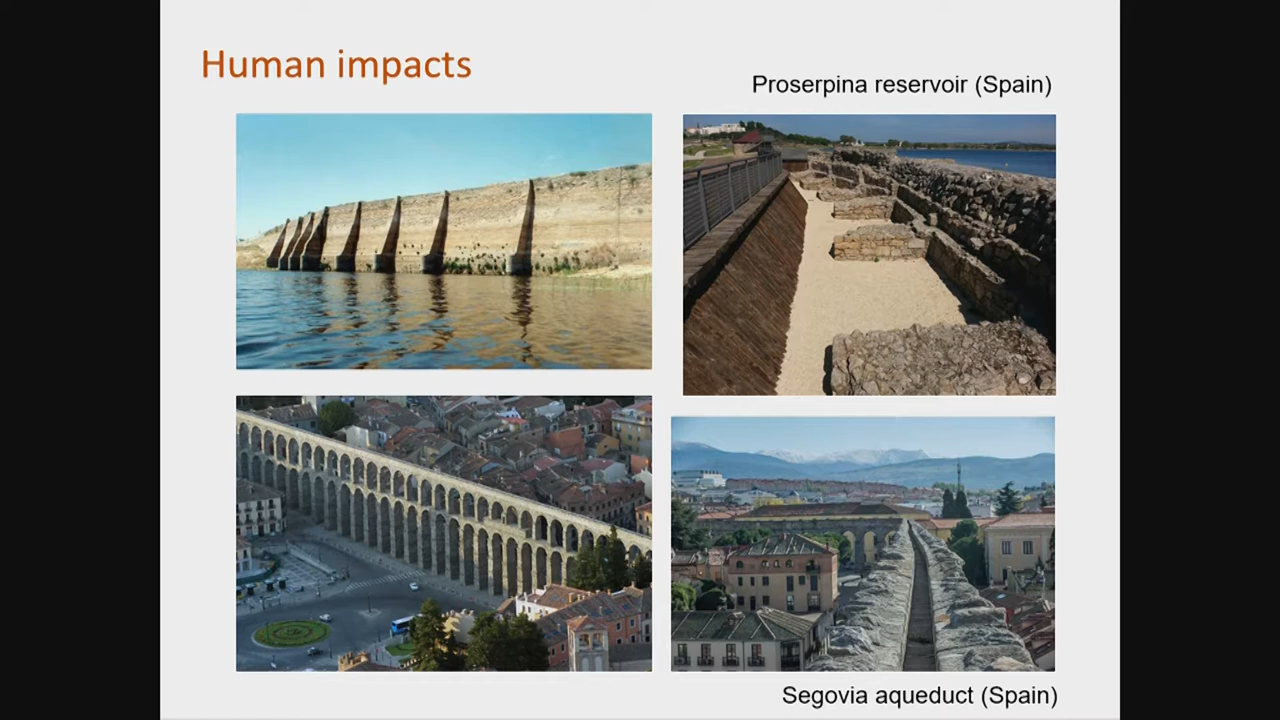 Human impacts
Proserpina reservoir (Spain)
Segovia aqueduct (Spain)